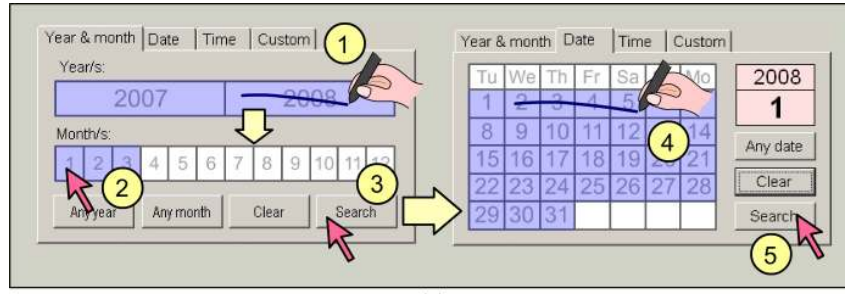 Year & month Date Time Custom 1
Year/s:
2007 2008
Month/s:
1 2 3 4 5 6 7 8 9 10 11 12
2 3
Any year Any month Clear Search
Year & month Date Time Custom
Tu We Th Fr Sa Mo
1 2 3 4 5
8 9 10 11 12 14
15 16 17 18 19 20 21
22 23 24 25 26 27 28
29 30 31
4
2008
1
Any date
Clear
Search
5